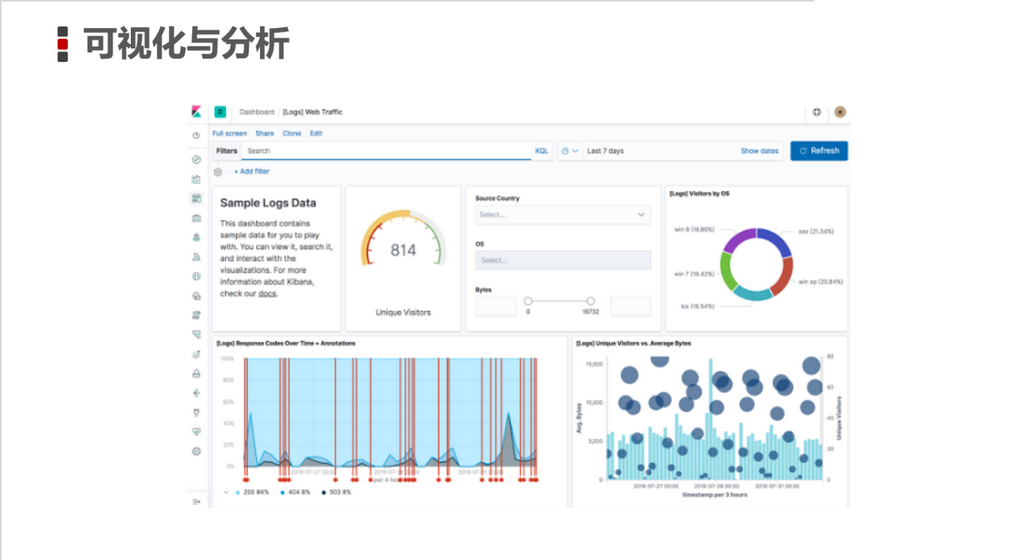 可视化与分析
Dashboard [Logs] Web Traffic
Full screen Share Clone Edit
Filters Search KQL Last 7 days Show dates Refresh
+ Add filter
Sample Logs Data
This dashboard contains
sample data for you to play
with. You can view it, search it,
and interact with the
visualizations. For more
information about Kibana,
check our docs.
814
Unique Visitors
Source Country
Select...
OS
Select...
Bytes
0 19732
[Logs] Visitors by OS
win 8 (18.86%)
osx (21.34%)
win 7 (19.42%)
win xp (20.84%)
ios (19.54%)
[Logs] Response Codes Over Time + Annotations
100%
80%
60%
40%
20%
0%
2019-07-27 00:00
per 4 hours
200 84% 404 8% 503 8%
[Logs] Unique Visitors vs. Average Bytes
15,000
10,000
5,000
0
Avg. Bytes
80
60
40
20
0
Unique Visitors
2019-07-27 00:00 2019-07-29 00:00 2019-07-31 00:00
timestamp per 3 hours